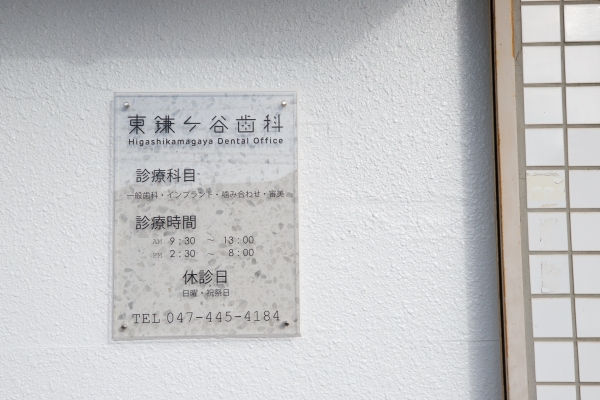 東鎌ケ谷歯科
Higashikamagaya Dental Office
診療科目
一般歯科・インプラント・噛み合わせ・審美
診療時間
AM 9:30 ～ 13:00
PM 2:30 ～ 8:00
休診日
日曜・祝祭日
TEL 047-445-4184